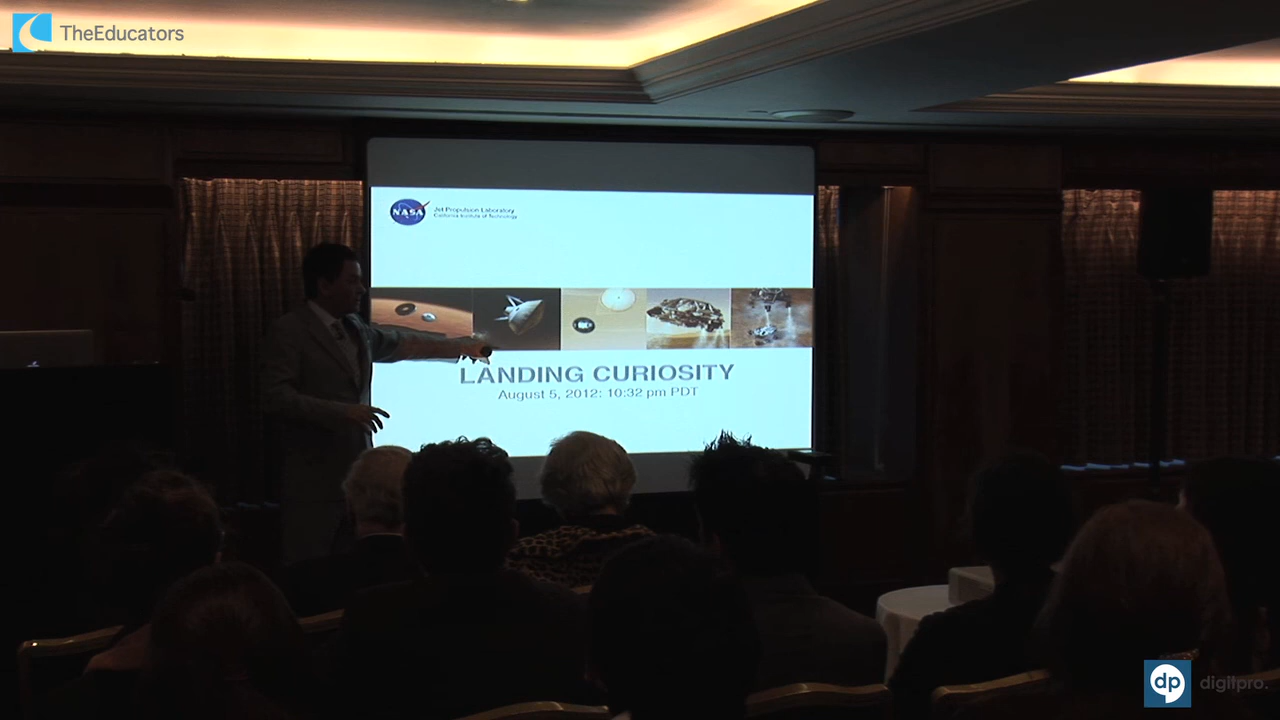 TheEducators
NASA
Jet Propulsion Laboratory
California Institute of Technology
LANDING CURIOSITY
August 5, 2012: 10:32 pm PDT
dp
digitpro.